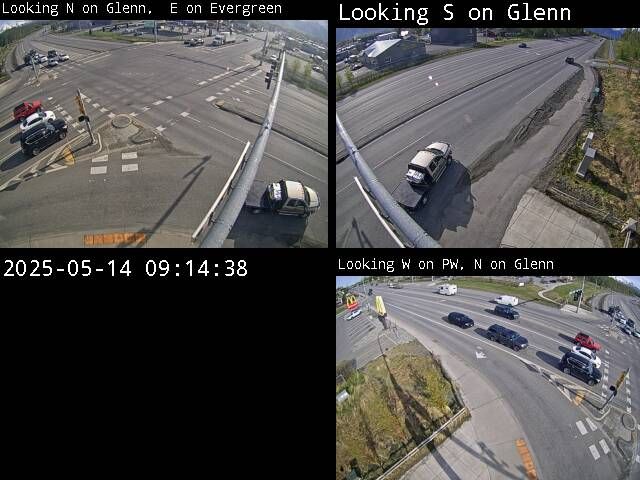 Looking N on Glenn,  E on Evergreen
Looking S on Glenn
2025-05-14 09:14:38
Looking W on PW, N on Glenn